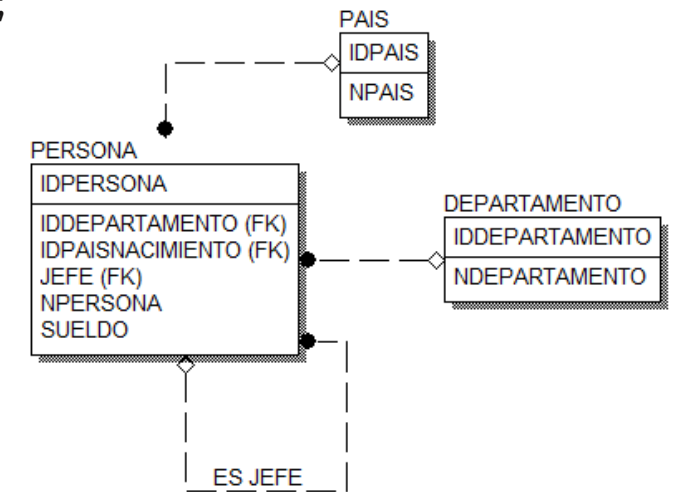 PAIS
IDPAIS
NPAIS
PERSONA
IDPERSONA
IDDEPARTAMENTO (FK)
IDPAISNACIMIENTO (FK)
JEFE (FK)
NPERSONA
SUELDO
DEPARTAMENTO
IDDEPARTAMENTO
NDEPARTAMENTO
ES JEFE